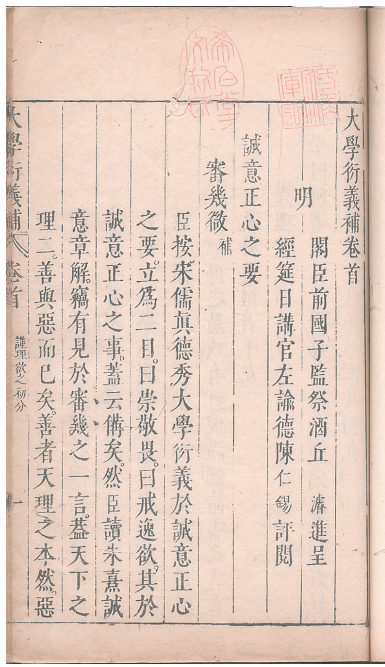 大學衍義補卷首
明
閣臣前國子監祭酒丘 濬進呈
經筵日講官左諭德陳仁錫評閱
誠意正心之要
審幾微 補
臣按宋儒真德秀大學衍義於誠意正心
之要立爲二目曰崇敬畏曰戒逸欲其於
誠意正心之事蓋云備矣然臣讀朱熹誠
意章解竊有見於審幾之一言蓋天下之
理二善與惡而已矣善者天理之本然惡
謹理欲之初分
大學衍義補 卷首 一